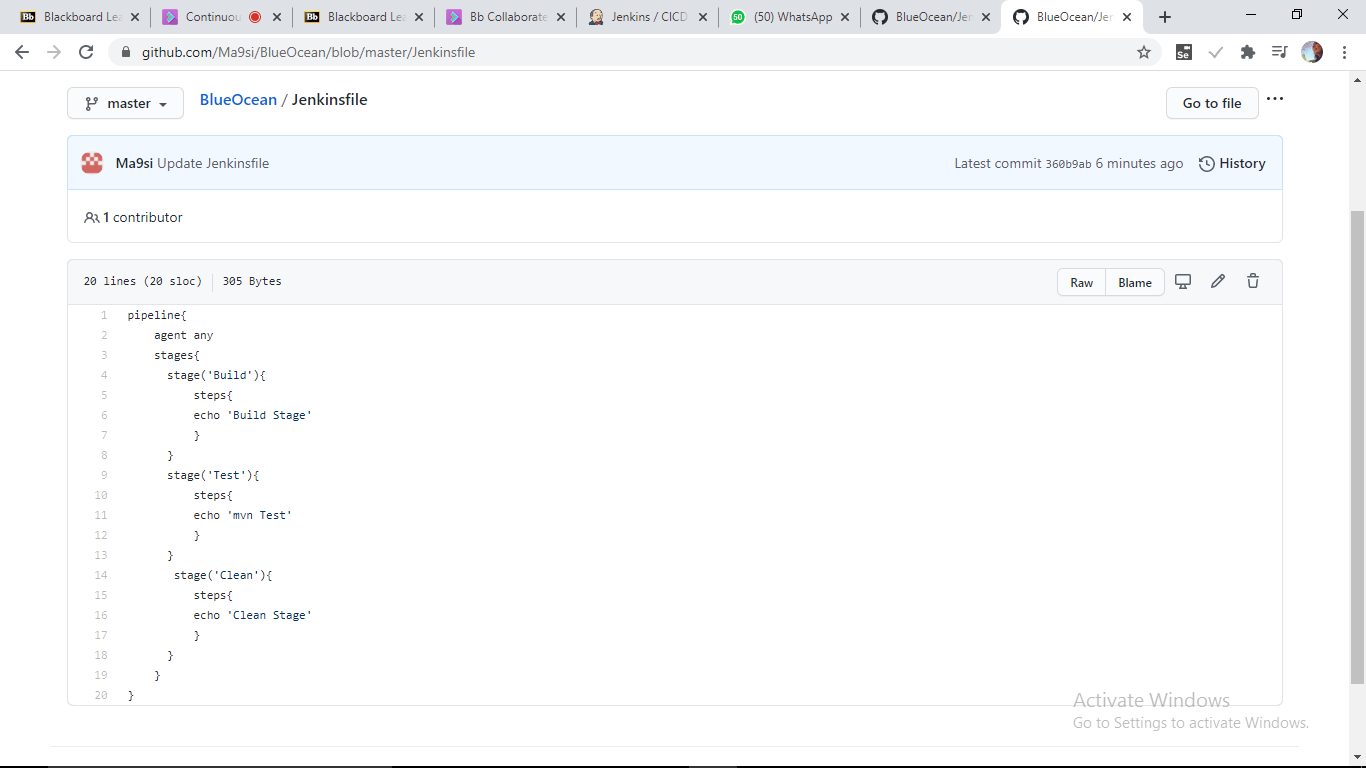 Blackboard Lea
Continuou
Blackboard Lea
Bb Collaborate
Jenkins / CICD
(50) WhatsApp
BlueOcean/Jen
BlueOcean/Jen
github.com/Ma9si/BlueOcean/blob/master/Jenkinsfile
master
BlueOcean / Jenkinsfile
Go to file
Ma9si Update Jenkinsfile
Latest commit 360b9ab 6 minutes ago
History
1 contributor
20 lines (20 sloc)
305 Bytes
Raw
Blame
1 pipeline{
2 agent any
3 stages{
4 stage('Build'){
5 steps{
6 echo 'Build Stage'
7 }
8 }
9 stage('Test'){
10 steps{
11 echo 'mvn Test'
12 }
13 }
14 stage('Clean'){
15 steps{
16 echo 'Clean Stage'
17 }
18 }
19 }
20 }
Activate Windows
Go to Settings to activate Windows.